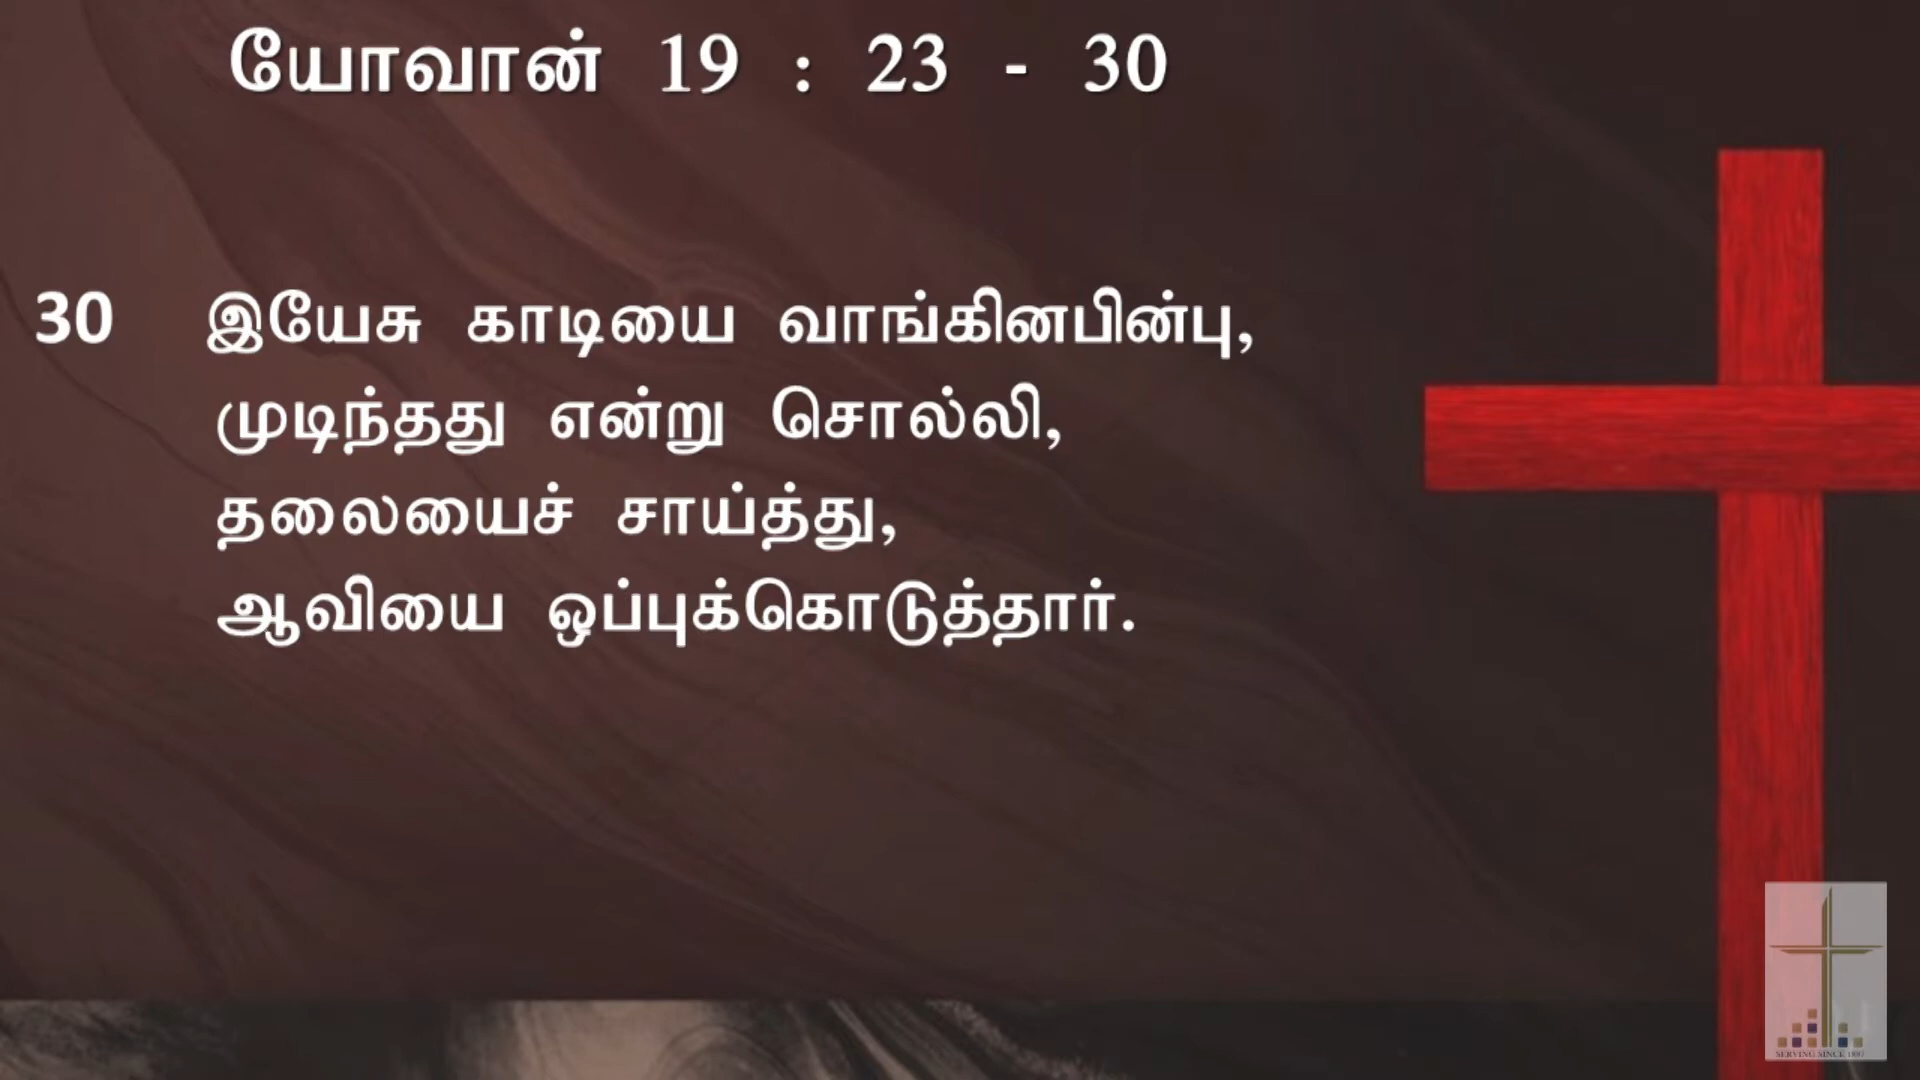 யோவான் 19 : 23 - 30
30 இயேசு காடியை வாங்கினபின்பு,
முடிந்தது என்று சொல்லி,
தலையைச் சாய்த்து,
ஆவியை ஒப்புக்கொடுத்தார்.